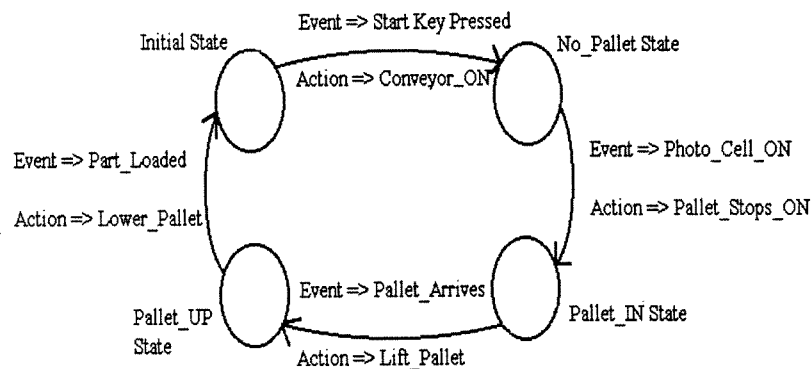 Event => Start Key Pressed
Initial State
No_Pallet State
Action => Conveyor_ON
Event => Part_Loaded
Event => Photo_Cell_ON
Action => Lower_Pallet
Action => Pallet_Stops_ON
Event => Pallet_Arrives
Pallet_UP
State
Pallet_IN State
Action => Lift_Pallet